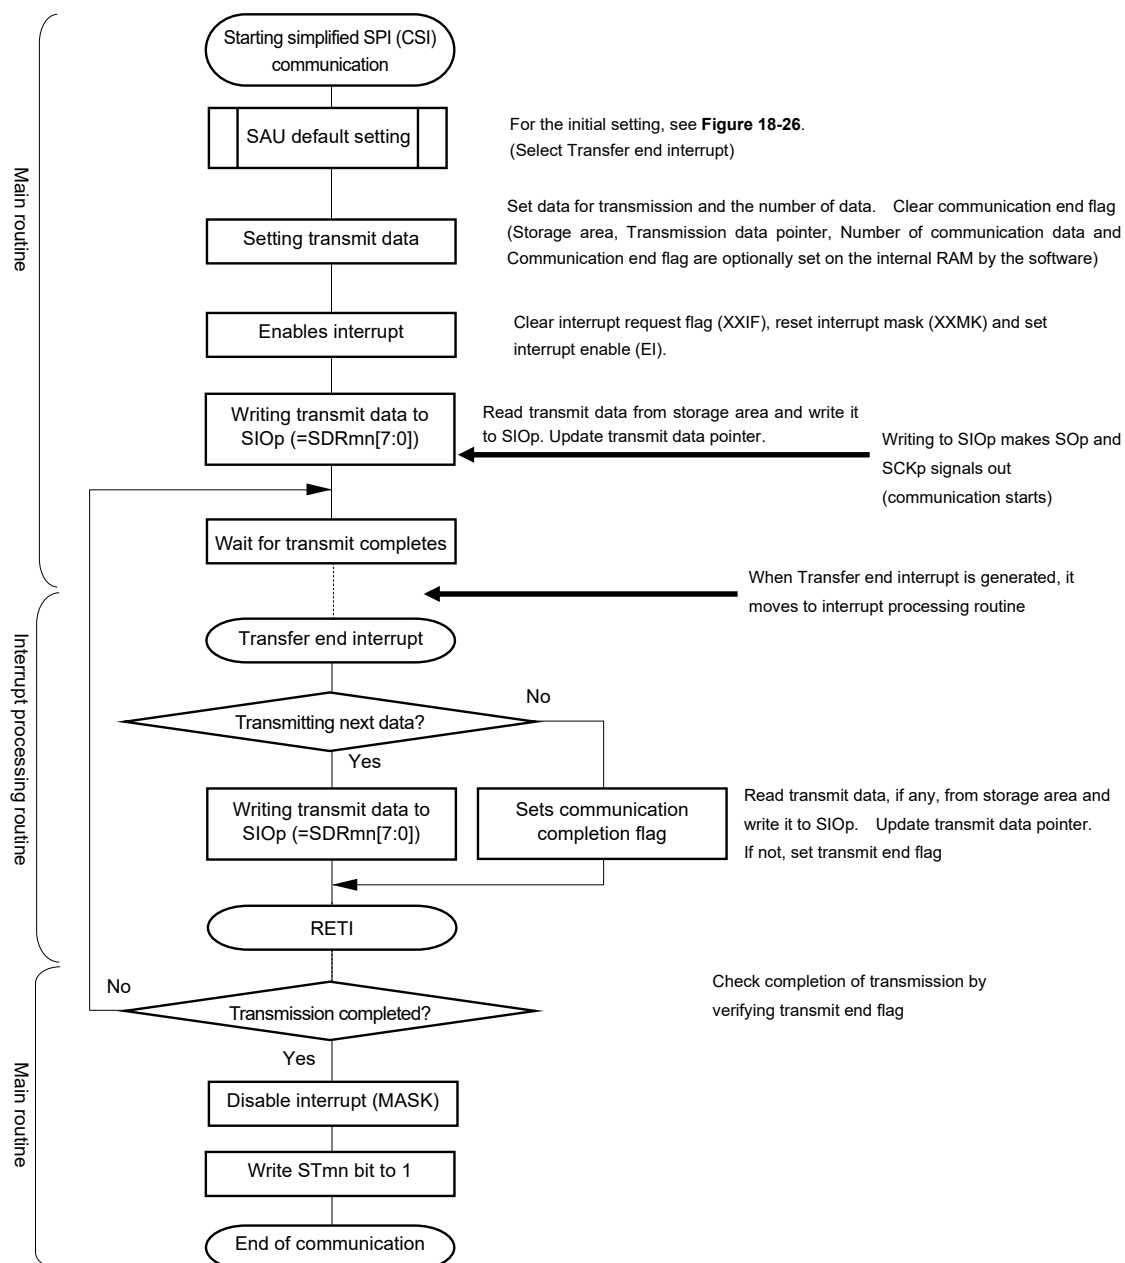 Starting simplified SPI (CSI)
communication
SAU default setting
For the initial setting, see Figure 18-26.
(Select Transfer end interrupt)
Main routine
Setting transmit data
Set data for transmission and the number of data. Clear communication end flag
(Storage area, Transmission data pointer, Number of communication data and
Communication end flag are optionally set on the internal RAM by the software)
Enables interrupt
Clear interrupt request flag (XXIF), reset interrupt mask (XXMK) and set
interrupt enable (EI).
Writing transmit data to
SIOp (=SDRmn[7:0])
Read transmit data from storage area and write it
to SIOp. Update transmit data pointer.
Writing to SIOp makes SOp and
SCKp signals out
(communication starts)
Wait for transmit completes
When Transfer end interrupt is generated, it
moves to interrupt processing routine
Interrupt processing routine
Transfer end interrupt
Transmitting next data?
No
Yes
Writing transmit data to
SIOp (=SDRmn[7:0])
Sets communication
completion flag
Read transmit data, if any, from storage area and
write it to SIOp. Update transmit data pointer.
If not, set transmit end flag
RETI
Main routine
No
Transmission completed?
Check completion of transmission by
verifying transmit end flag
Yes
Disable interrupt (MASK)
Write STmn bit to 1
End of communication